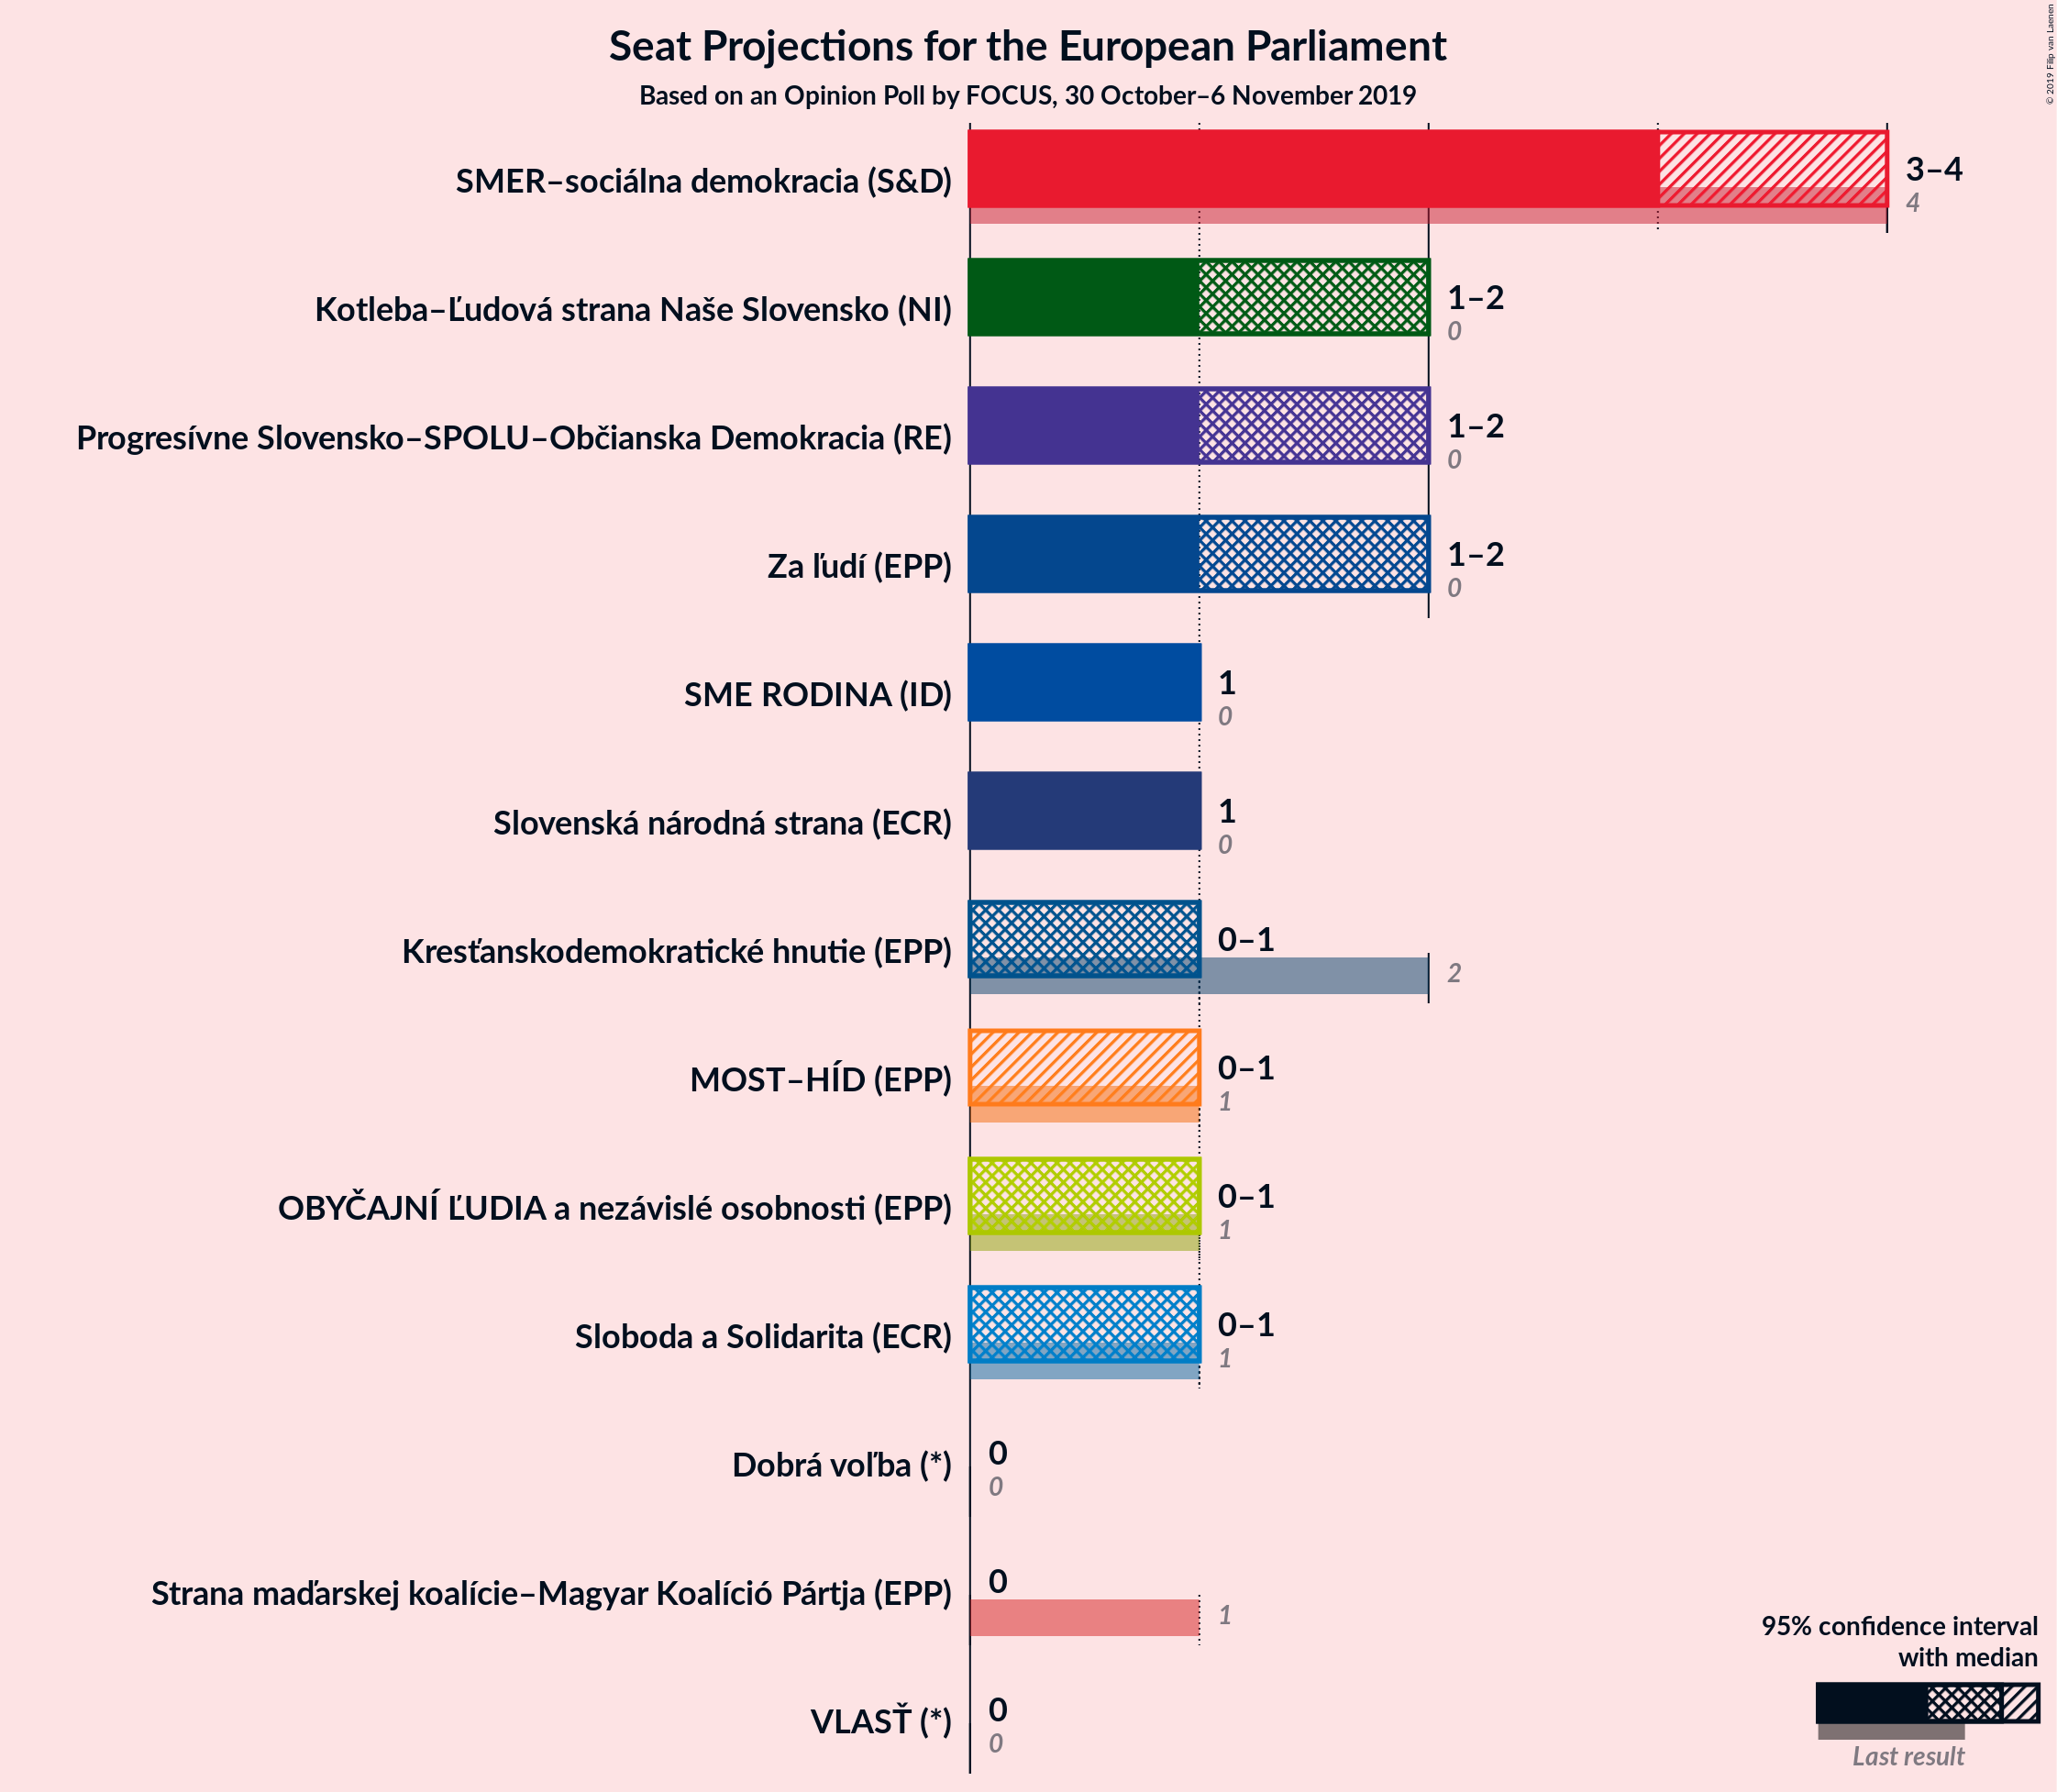 Seat Projections for the European Parliament
Based on an Opinion Poll by FOCUS, 30 October–6 November 2019
© 2019 Filip van Laenen
SMER–sociálna demokracia (S&D)
3–4
4
Kotleba–Ľudová strana Naše Slovensko (NI)
1–2
0
Progresívne Slovensko–SPOLU–Občianska Demokracia (RE)
1–2
0
Za ľudí (EPP)
1–2
0
SME RODINA (ID)
1
0
Slovenská národná strana (ECR)
1
0
Kresťanskodemokratické hnutie (EPP)
0–1
2
MOST–HÍD (EPP)
0–1
1
OBYČAJNÍ ĽUDIA a nezávislé osobnosti (EPP)
0–1
1
Sloboda a Solidarita (ECR)
0–1
1
Dobrá voľba (*)
0
0
Strana maďarskej koalície–Magyar Koalíció Pártja (EPP)
0
1
VLASŤ (*)
0
0
95% confidence interval
with median
Last result